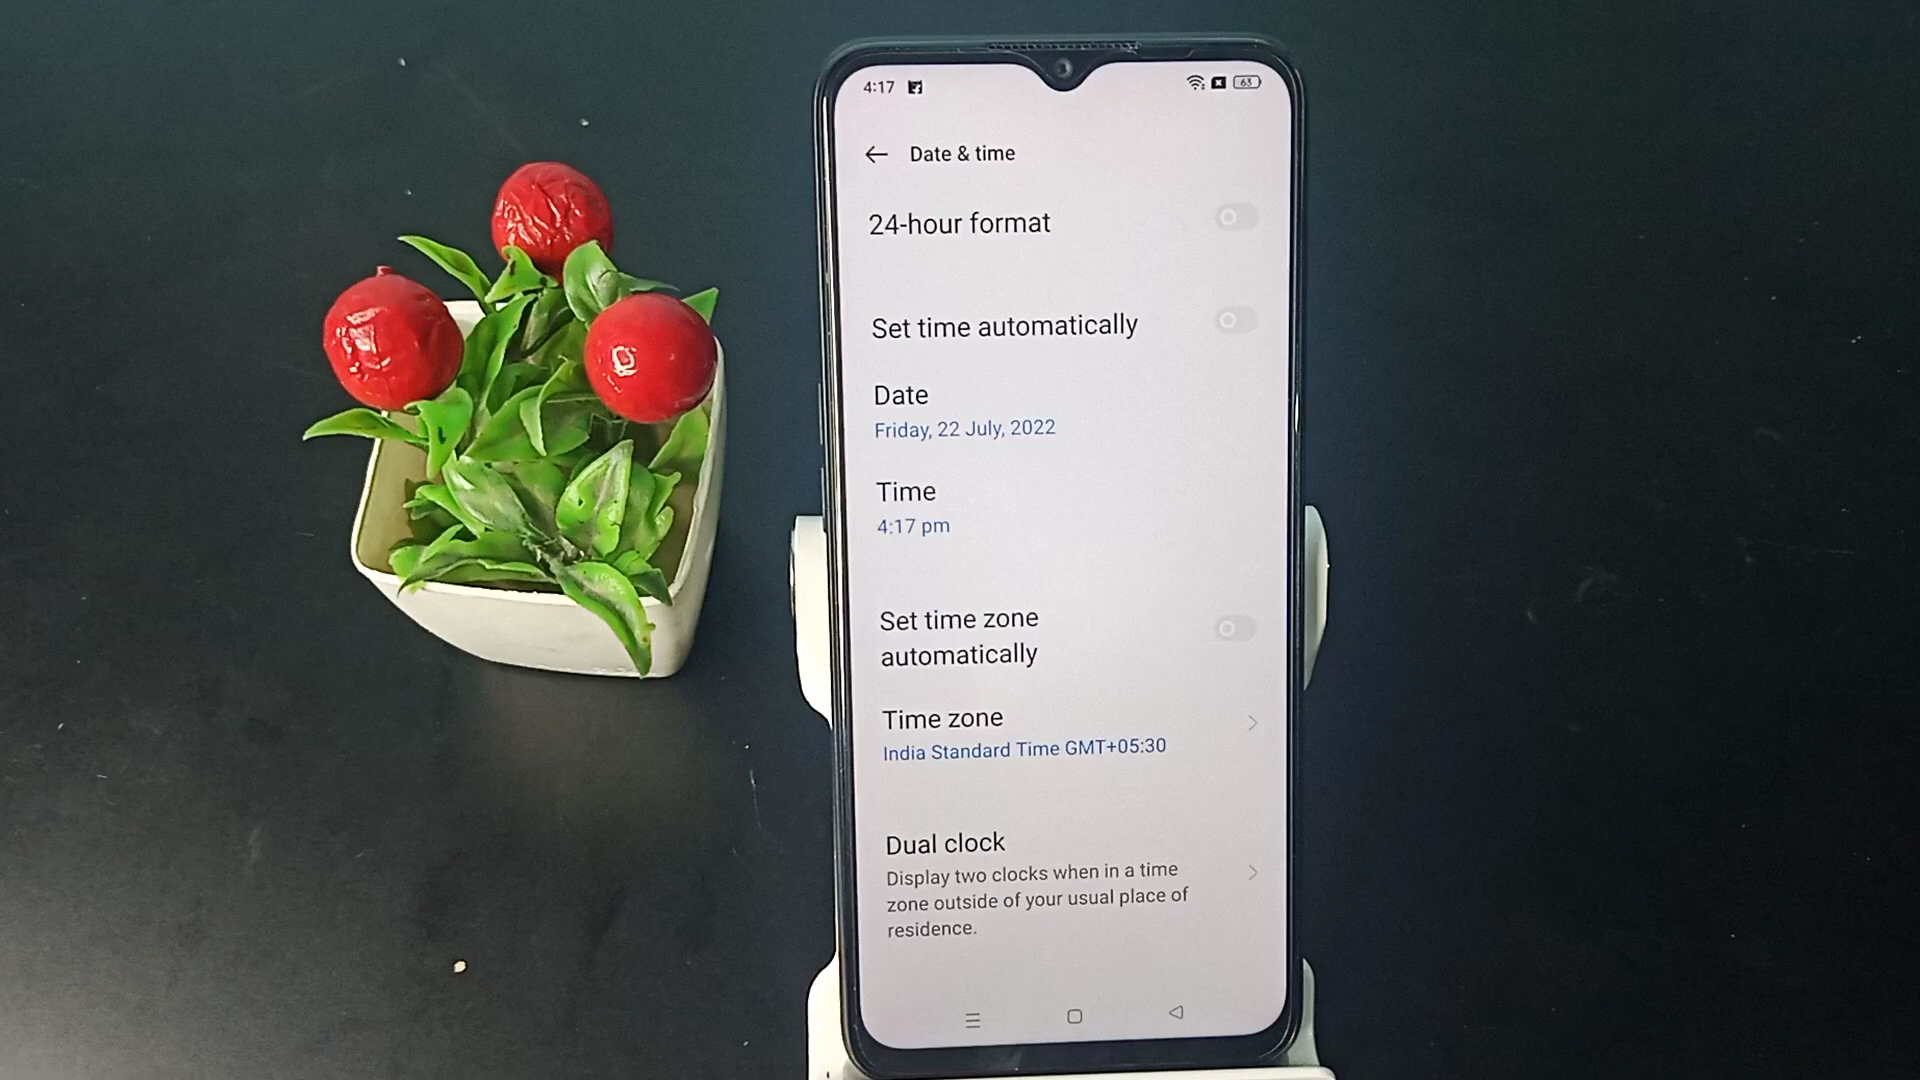 4:17
63
Date & time
24-hour format
Set time automatically
Date
Friday, 22 July, 2022
Time
4:17 pm
Set time zone
automatically
Time zone
India Standard Time GMT+05:30
Dual clock
Display two clocks when in a time
zone outside of your usual place of
residence.